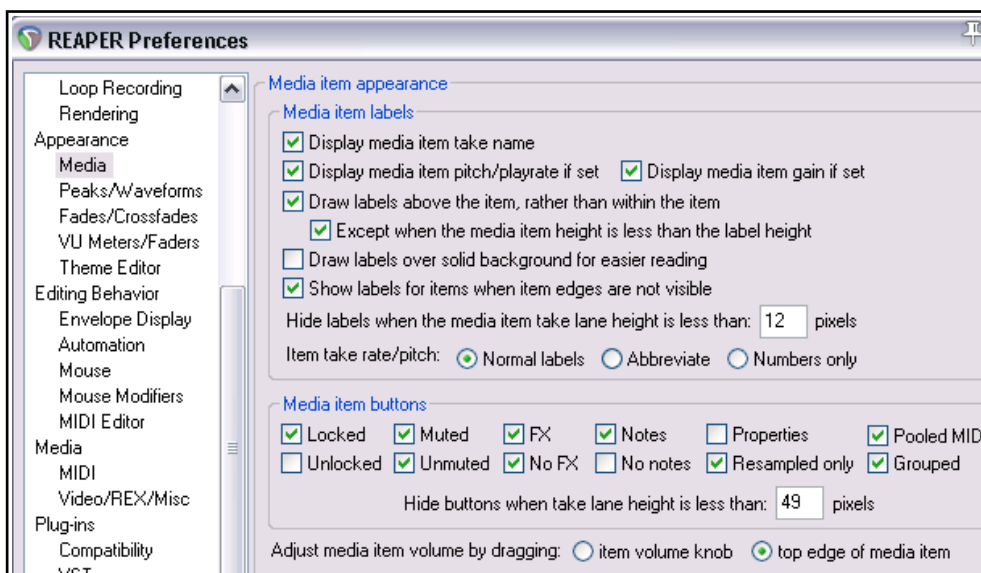 REAPER Preferences
Loop Recording
Rendering
Appearance
Media
Peaks/Waveforms
Fades/Crossfades
VU Meters/Faders
Theme Editor
Editing Behavior
Envelope Display
Automation
Mouse
Mouse Modifiers
MIDI Editor
Media
MIDI
Video/REX/Misc
Plug-ins
Compatibility
VST
Media item appearance
Media item labels
Display media item take name
Display media item pitch/playrate if set Display media item gain if set
Draw labels above the item, rather than within the item
Except when the media item height is less than the label height
Draw labels over solid background for easier reading
Show labels for items when item edges are not visible
Hide labels when the media item take lane height is less than: 12 pixels
Item take rate/pitch: Normal labels Abbreviate Numbers only
Media item buttons
Locked Muted FX Notes Properties Pooled MID
Unlocked Unmuted No FX No notes Resampled only Grouped
Hide buttons when take lane height is less than: 49 pixels
Adjust media item volume by dragging: item volume knob top edge of media item